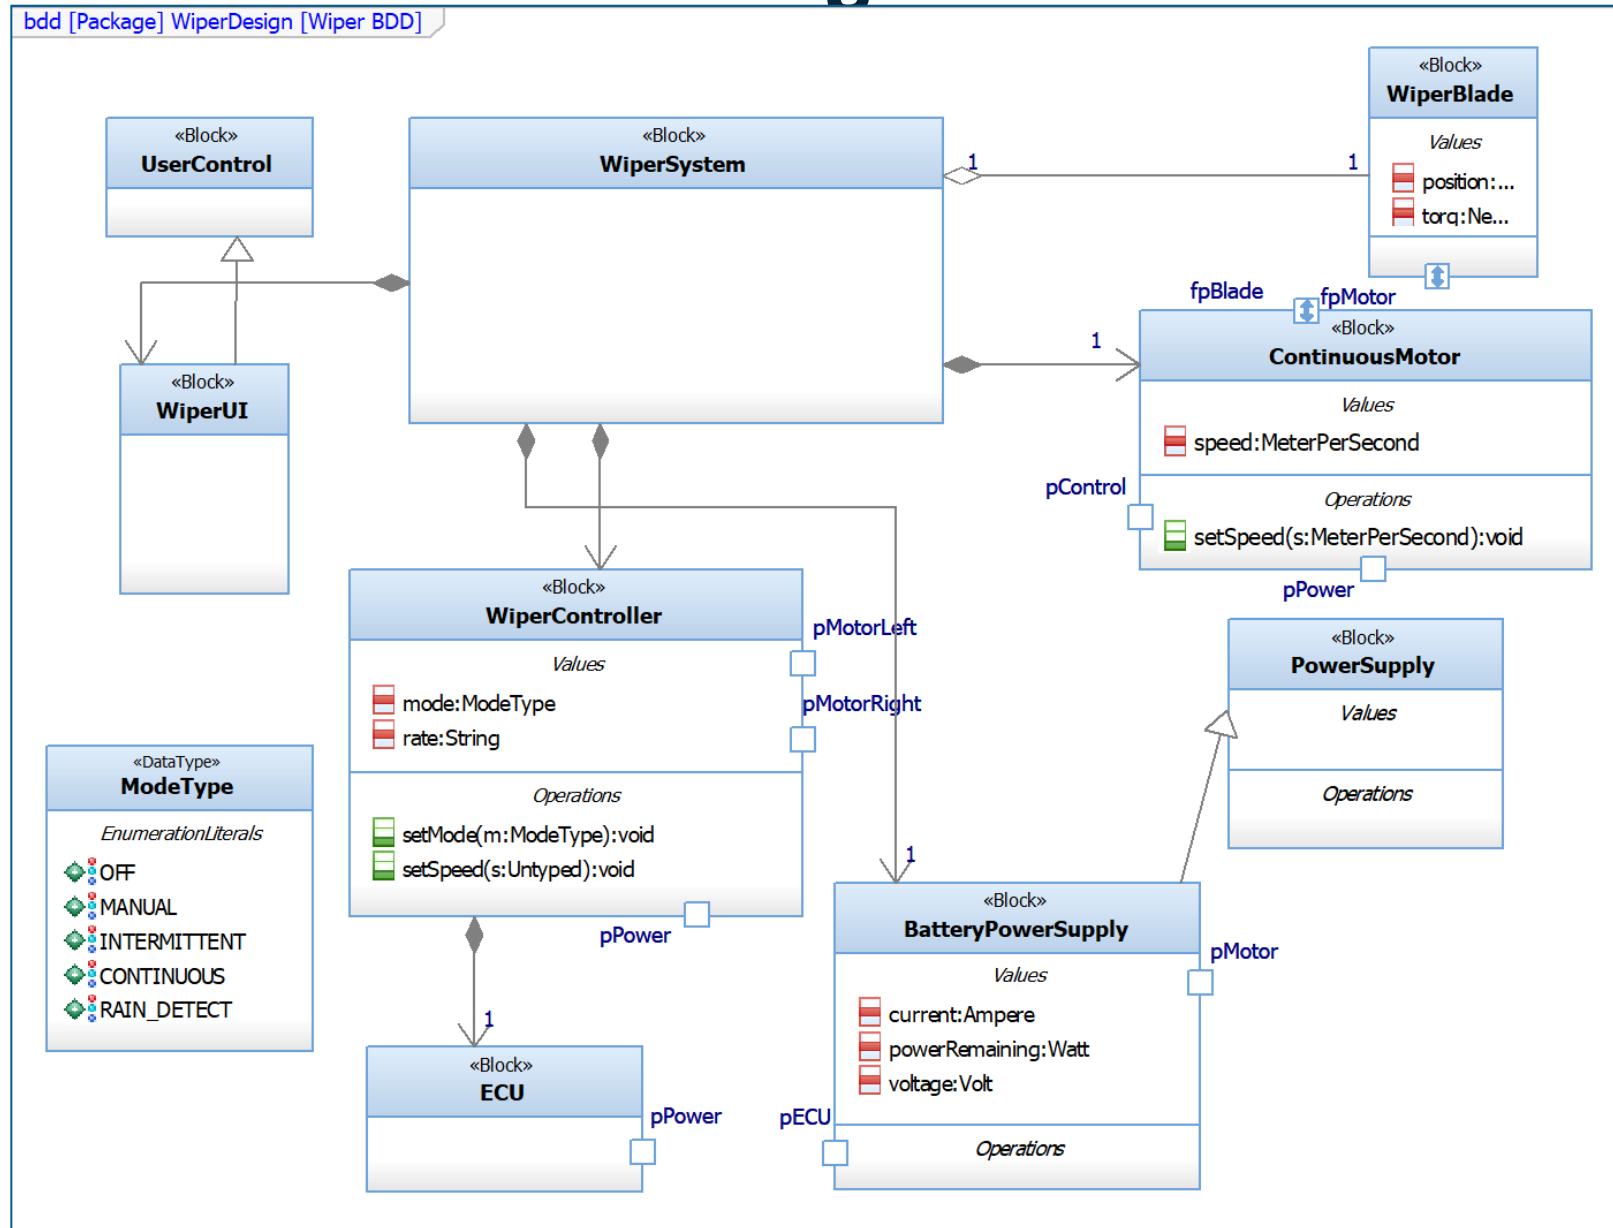 bdd [Package] WiperDesign [Wiper BDD]
«Block»
WiperBlade
Values
position:...
torq:Ne...
«Block»
UserControl
«Block»
WiperSystem
1
1
fpBlade
fpMotor
«Block»
ContinuousMotor
Values
speed:MeterPerSecond
Operations
setSpeed(s:MeterPerSecond):void
1
pControl
pPower
«Block»
WiperUI
«Block»
WiperController
Values
mode:ModeType
rate:String
Operations
setMode(m:ModeType):void
setSpeed(s:Untyped):void
pMotorLeft
pMotorRight
pPower
«Block»
PowerSupply
Values
Operations
«DataType»
ModeType
EnumerationLiterals
OFF
MANUAL
INTERMITTENT
CONTINUOUS
RAIN_DETECT
1
«Block»
BatteryPowerSupply
Values
current:Ampere
powerRemaining:Watt
voltage:Volt
Operations
pMotor
pECU
1
«Block»
ECU
pPower